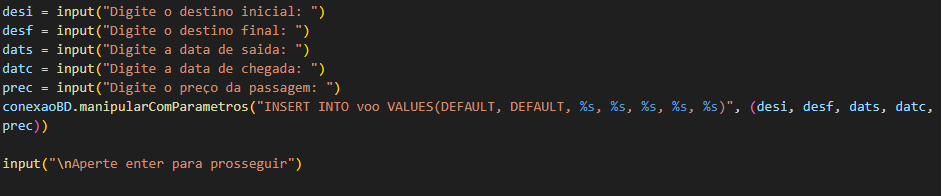 desi = input("Digite o destino inicial: ")
desf = input("Digite o destino final: ")
dats = input("Digite a data de saida: ")
datc = input("Digite a data de chegada: ")
prec = input("Digite o preço da passagem: ")
conexaoBD.manipularComParametros("INSERT INTO voo VALUES(DEFAULT, DEFAULT, %s, %s, %s, %s, %s)", (desi, desf, dats, datc,
prec))
input("\nAperte enter para prosseguir")